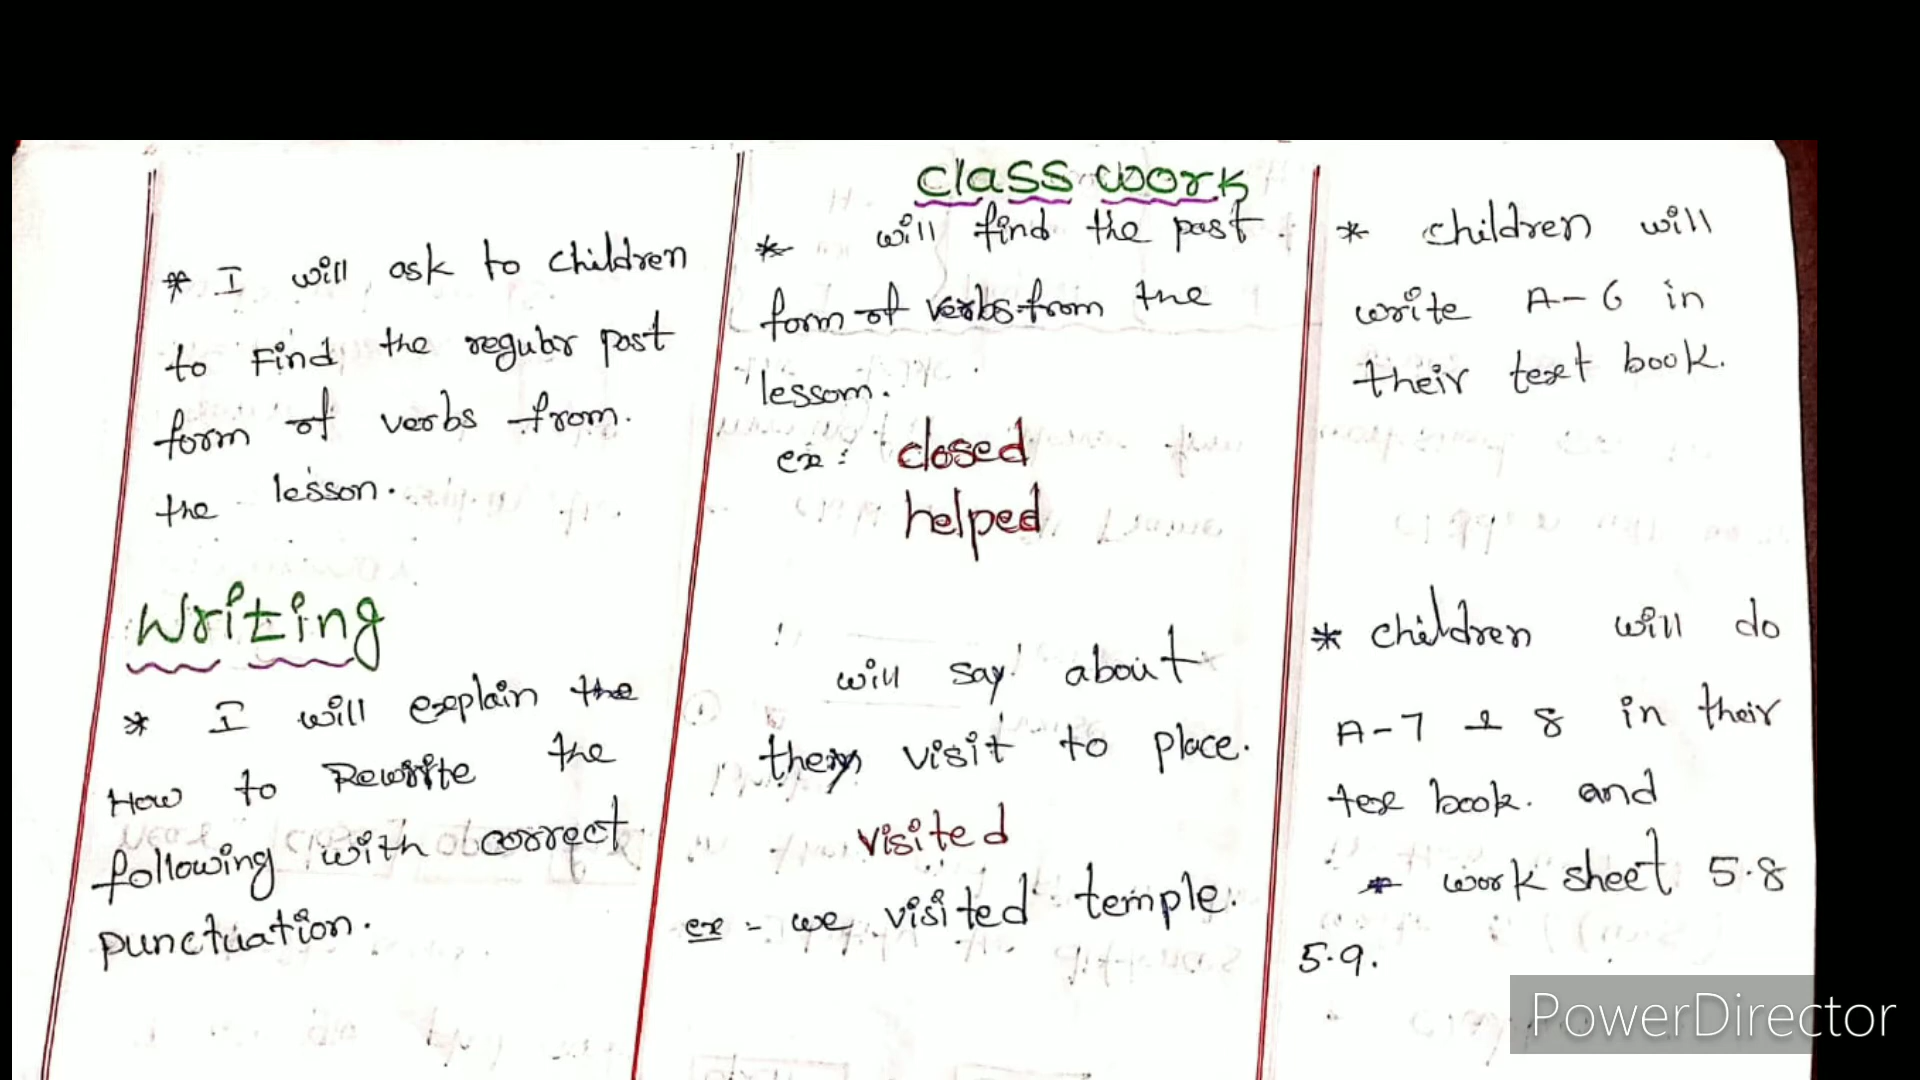 * I will ask to children
to Find the regular past
form of verbs from.
the lesson.
Writing
* I will explain the
How to Rewrite the
following with correct
punctuation.
class work
* will find the past
form of verbs from the
lessom.
ex: closed
helped
will say about
them visit to place.
visited
ex - we visited temple.
* children will
write A-6 in
their text book.
* children will do
A-7 & 8 in their
tex book. and
* work sheet 5.8
5.9.
PowerDirector